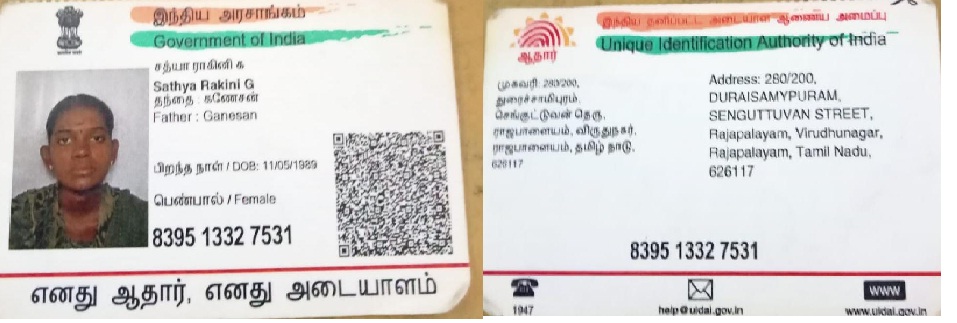 இந்திய அரசாங்கம்
Government of India
சத்யா ராகினி க
Sathya Rakini G
தந்தை : கணேசன்
Father : Ganesan
பிறந்த நாள் / DOB: 11/05/1989
பெண்பால் / Female
8395 1332 7531
எனது ஆதார், எனது அடையாளம்
இந்திய தனிப்பட்ட அடையாள ஆணைய அமைப்பு
Unique Identification Authority of India
ஆதார்
முகவரி: 280/200,
துரைச்சாமிபுரம்,
செங்குட்டுவன் தெரு,
ராஜபாளையம், விருதுநகர்,
ராஜபாளையம், தமிழ் நாடு,
626117
Address: 280/200,
DURAISAMYPURAM,
SENGUTTUVAN STREET,
Rajapalayam, Virudhunagar,
Rajapalayam, Tamil Nadu,
626117
8395 1332 7531
1947
help@uidai.gov.in
WWW
www.uidai.gov.in